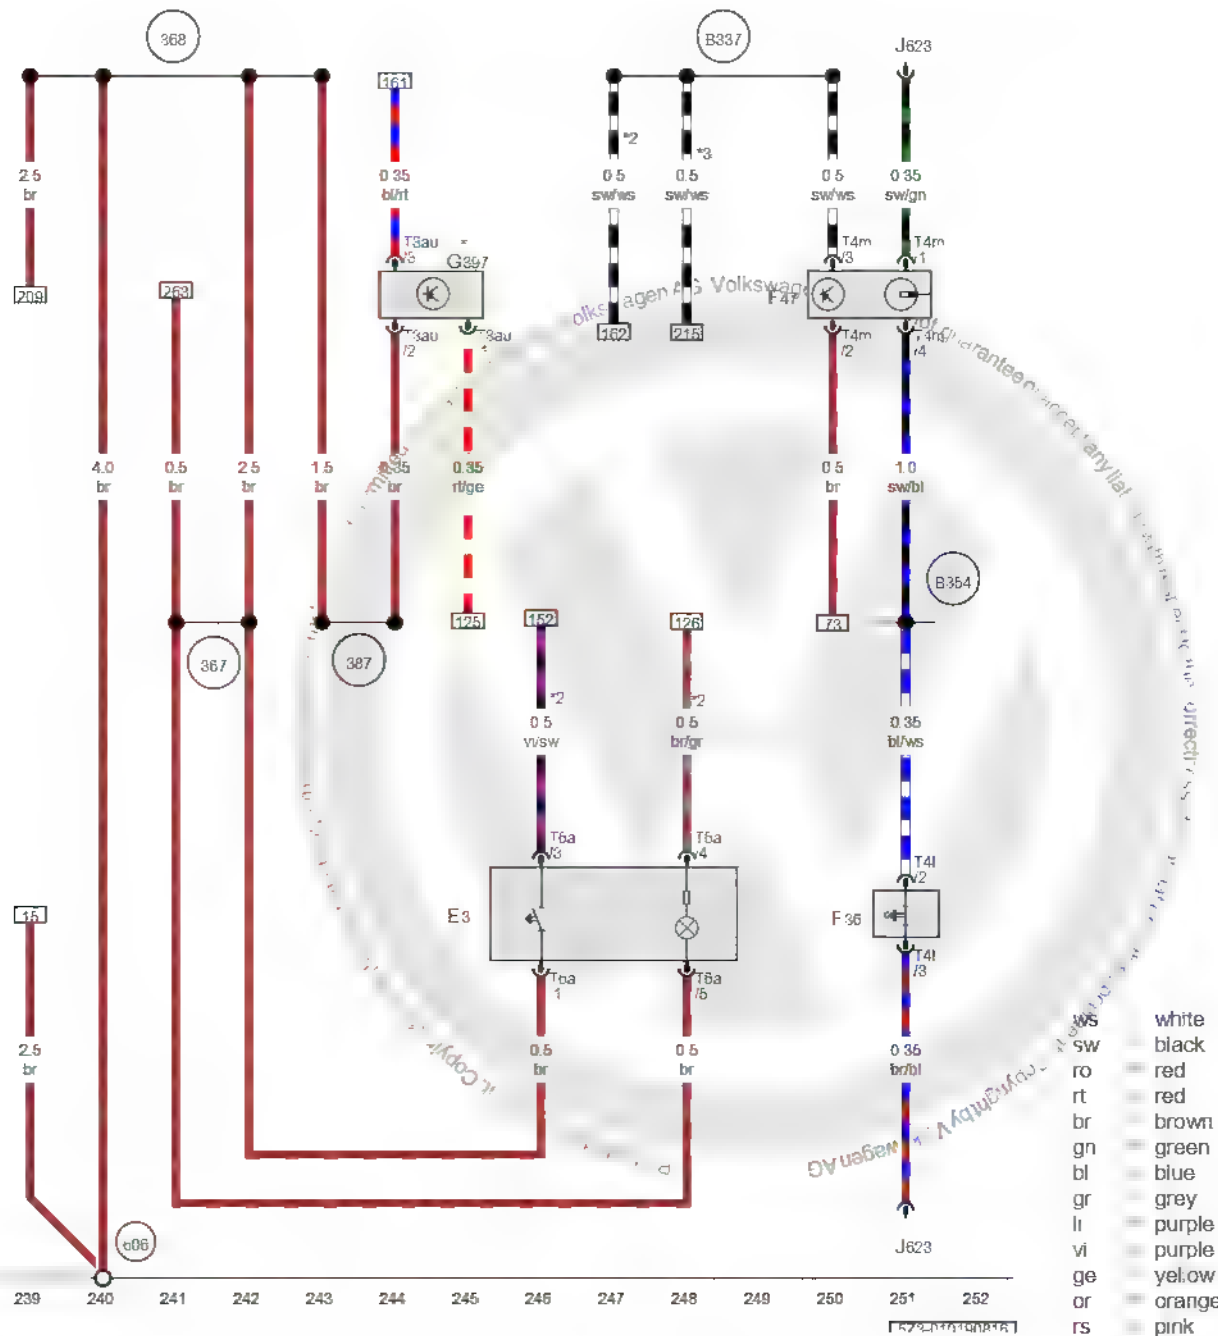 368
B337
J623
161
*2
*3
2.5
br
0.35
bl/rt
0.5
sw/ws
0.5
sw/ws
0.5
sw/ws
0.35
sw/gn
T3au
/3
*
G397
T4m
/3
T4m
/1
209
263
F47
T3au
/2
T3au
162
215
T4m
/2
T4m
/4
4.0
br
0.5
br
2.5
br
1.5
br
0.35
br
0.35
rt/ge
0.5
br
1.0
sw/bl
B354
125
152
126
73
367
387
*2
*2
0.5
vi/sw
0.5
br/gr
0.35
bl/ws
T6a
/3
T6a
/4
T4l
/2
15
E3
F36
T6a
1
T6a
/5
T4l
/3
2.5
br
0.5
br
0.5
br
0.35
br/bl
606
J623
239 240 241 242 243 244 245 246 247 248 249 250 251 252
573-010190816
ws = white
sw = black
ro = red
rt = red
br = brown
gn = green
bl = blue
gr = grey
li = purple
vi = purple
ge = yellow
or = orange
rs = pink